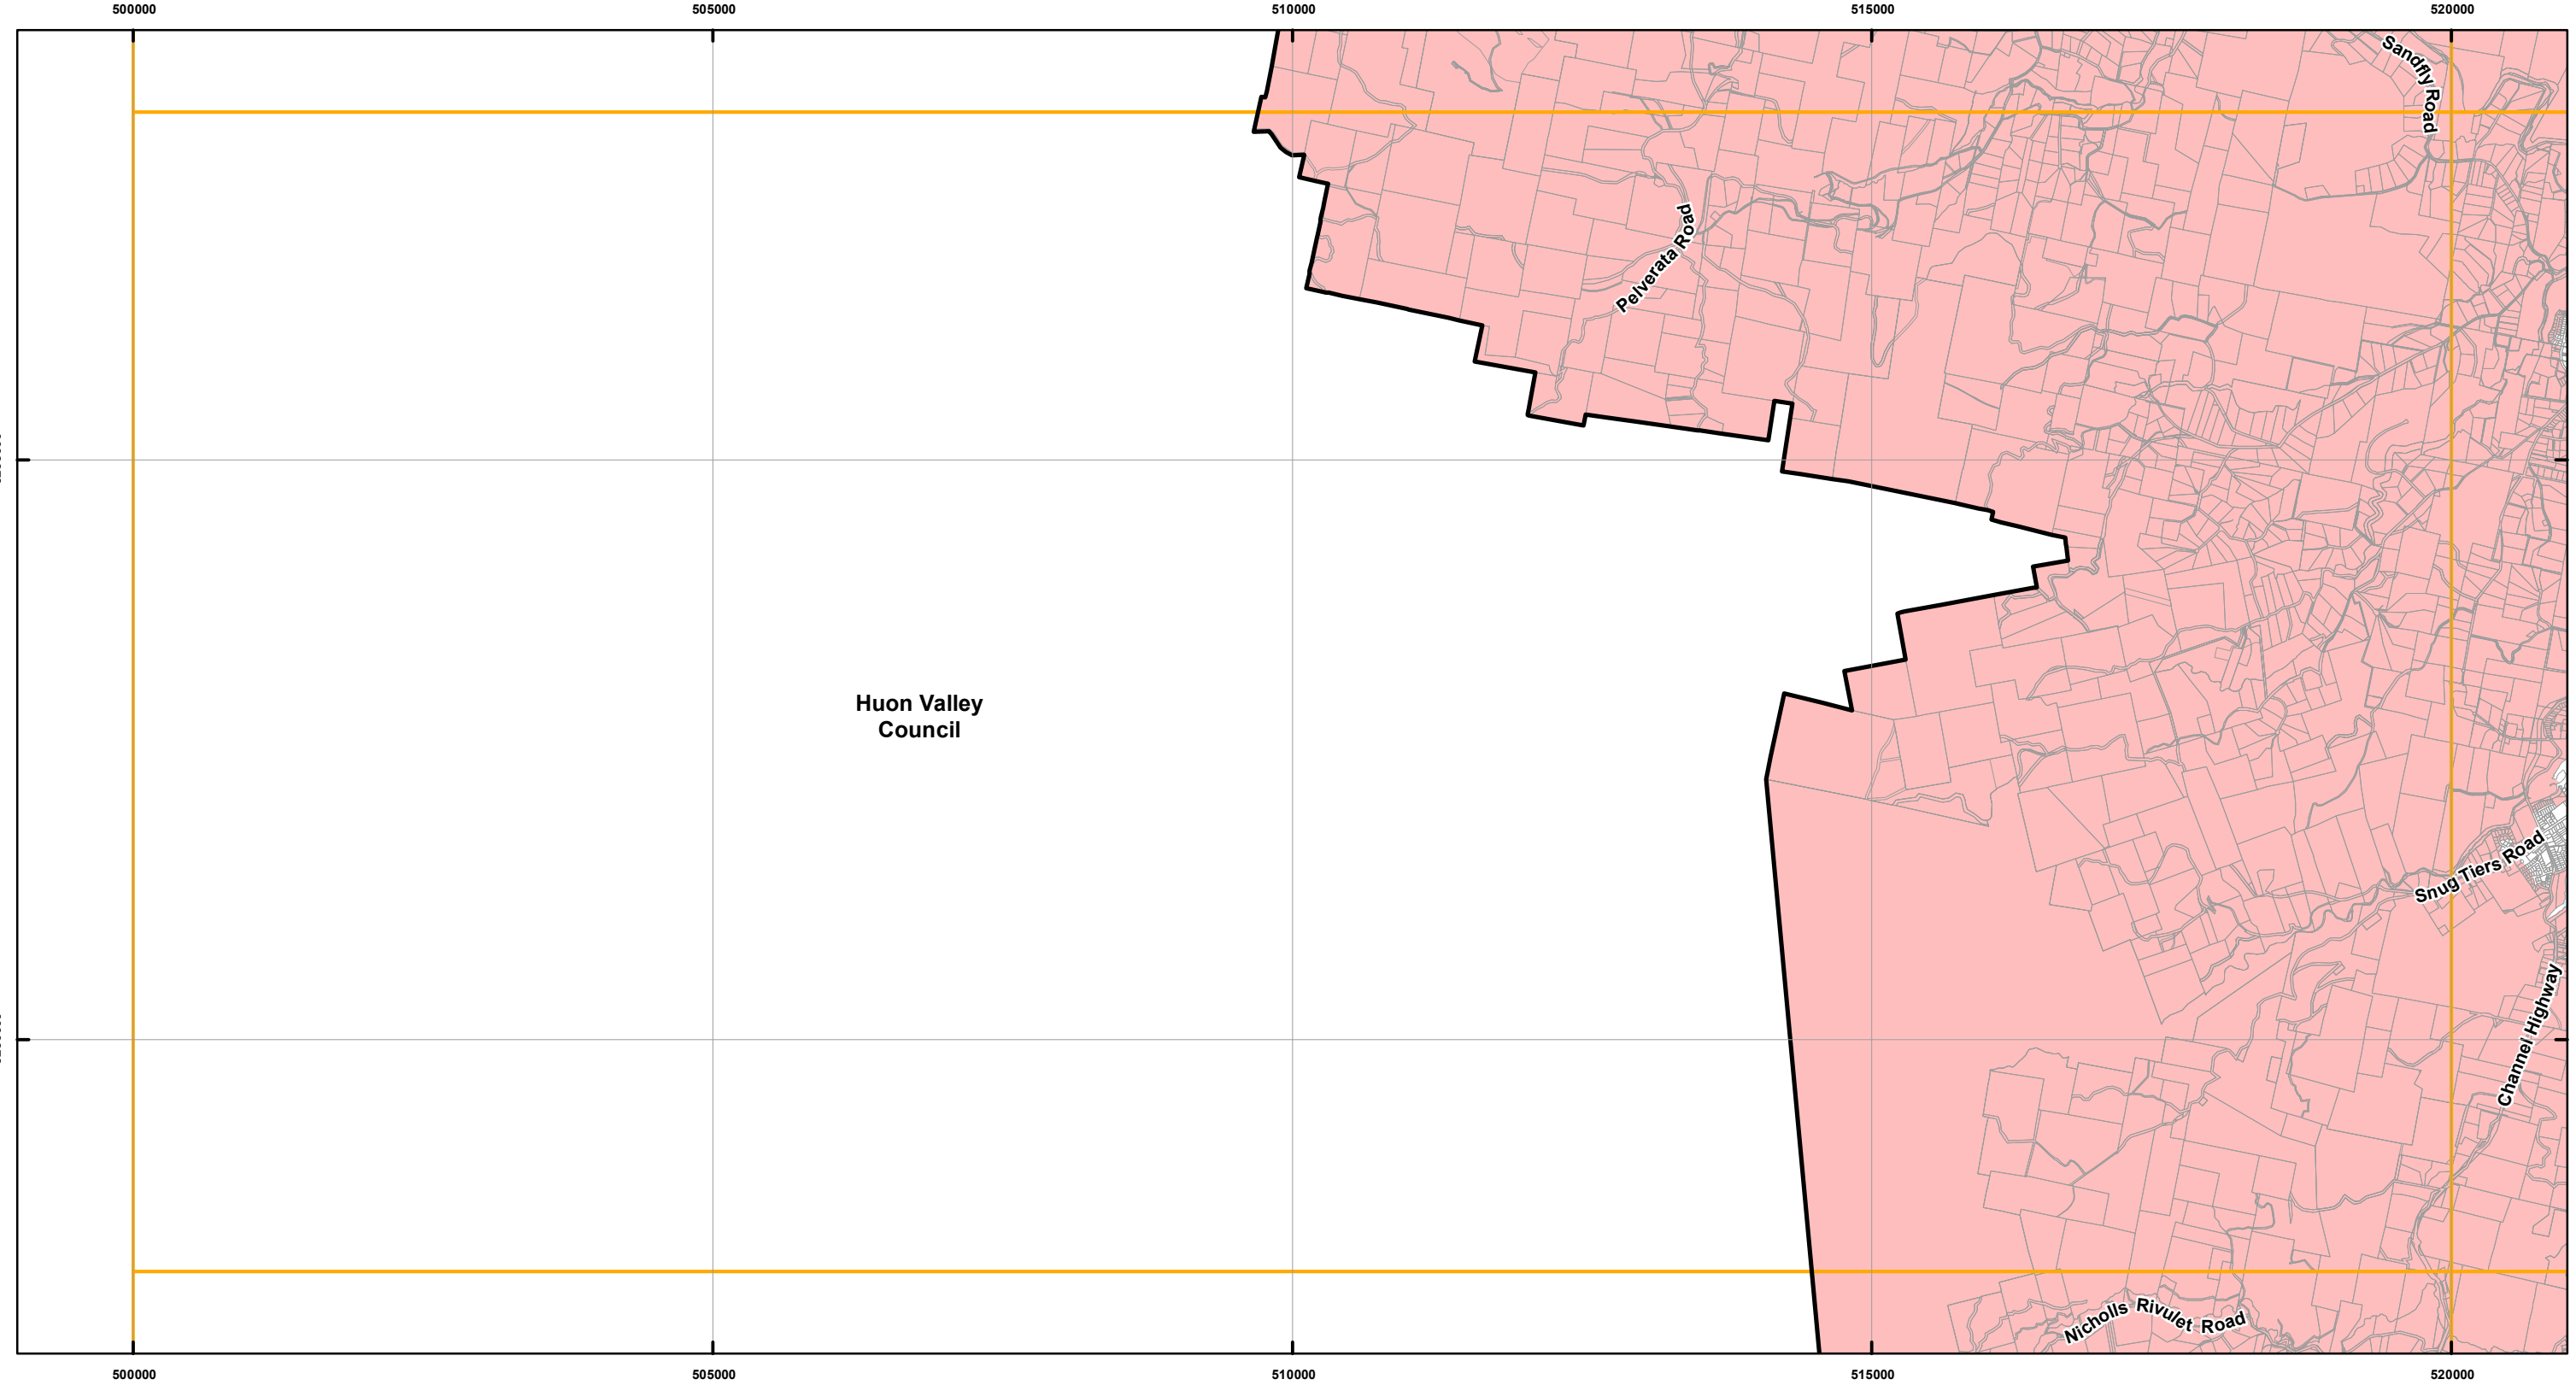 500000
505000
510000
515000
520000
Sandfly Road
Pelverata Road
Huon Valley
Council
Snug Tiers Road
Channel Highway
Nicholls Rivulet Road
500000
505000
510000
515000
520000